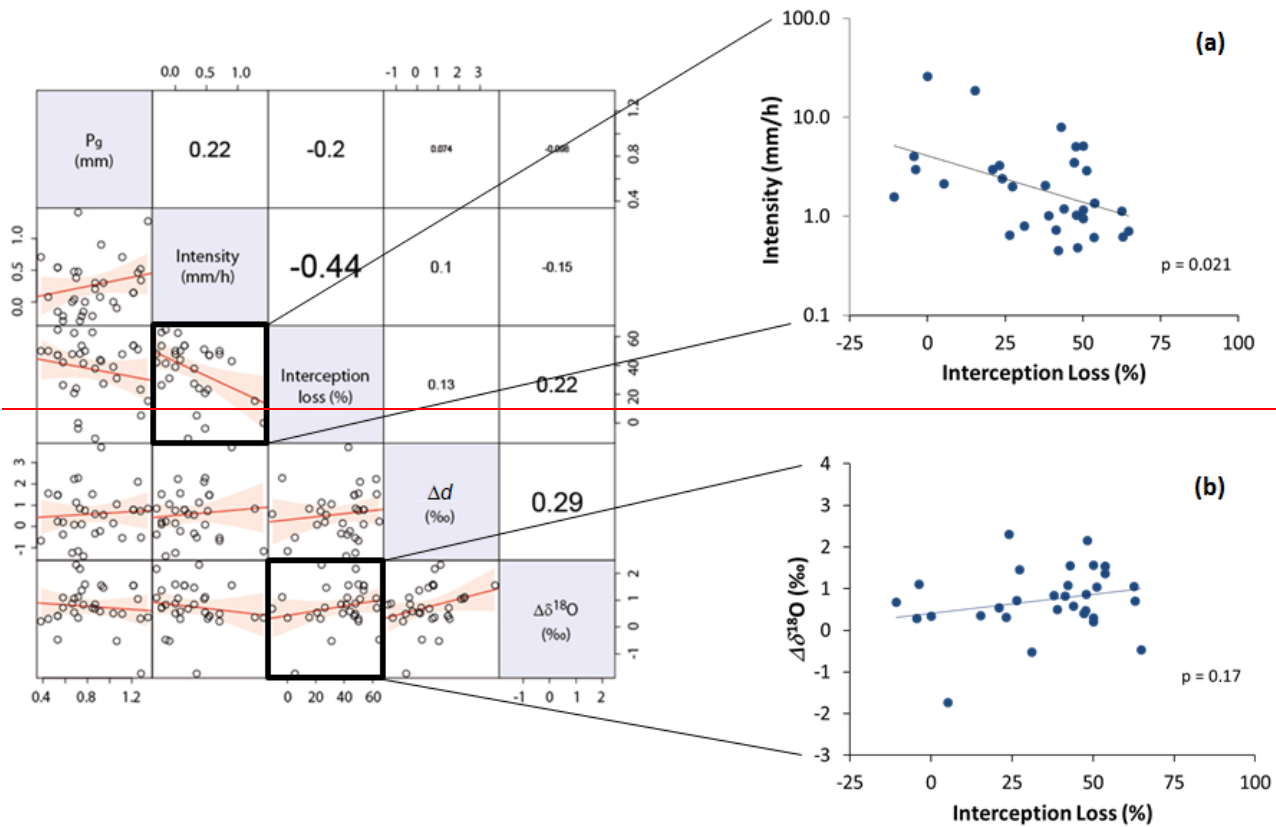 0.0 0.5 1.0
-1 0 1 2 3
Pg
(mm)
0.22
-0.2
0.074
-0.098
0.4 0.8 1.2
0.0 0.5 1.0
Intensity
(mm/h)
-0.44
0.1
-0.15
Interception
loss (%)
0.13
0.22
0 20 40 60
-1 0 1 2 3
Δd
(‰)
0.29
Δδ¹⁸O
(‰)
-1 0 1 2
0.4 0.8 1.2
0 20 40 60
-1 0 1 2
(a)
100.0
10.0
1.0
0.1
Intensity (mm/h)
p = 0.021
-25 0 25 50 75 100
Interception Loss (%)
(b)
4
3
2
1
0
-1
-2
-3
Δδ¹⁸O (‰)
p = 0.17
-25 0 25 50 75 100
Interception Loss (%)